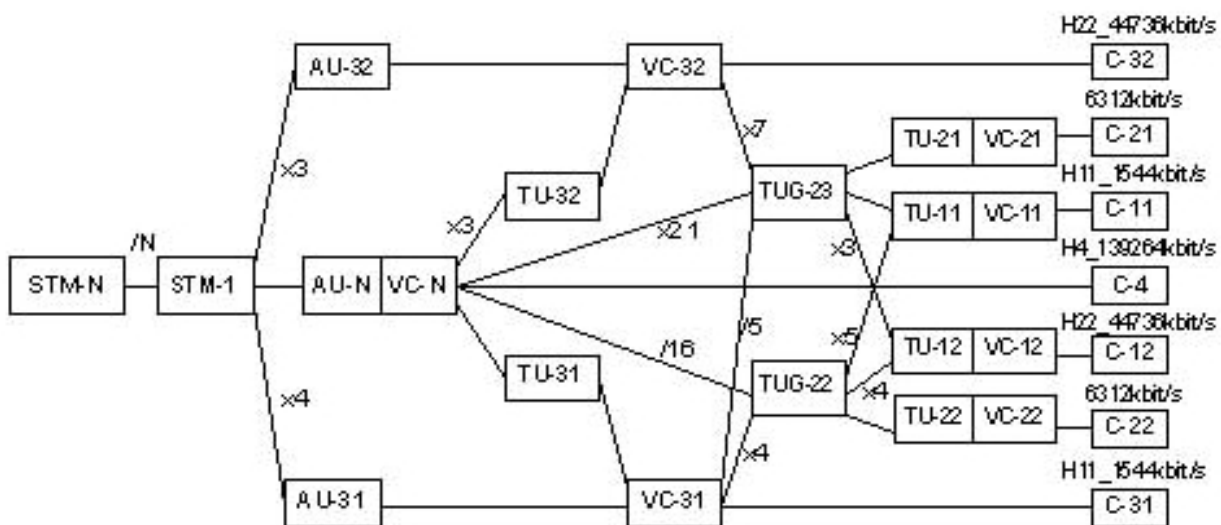 H22_44736kbit/s
AU-32
VC-32
C-32
6312kbit/s
x7
TU-21
VC-21
C-21
x3
H11_1544kbit/s
TU-32
TUG-23
TU-11
VC-11
C-11
x3
x21
x3
/N
H4_139264kbit/s
STM-N
STM-1
AU-N
VC-N
C-4
H22_44736kbit/s
/5
x5
/16
TU-12
VC-12
C-12
TU-31
TUG-22
x4
6312kbit/s
x4
TU-22
VC-22
C-22
x4
H11_1544kbit/s
AU-31
VC-31
C-31